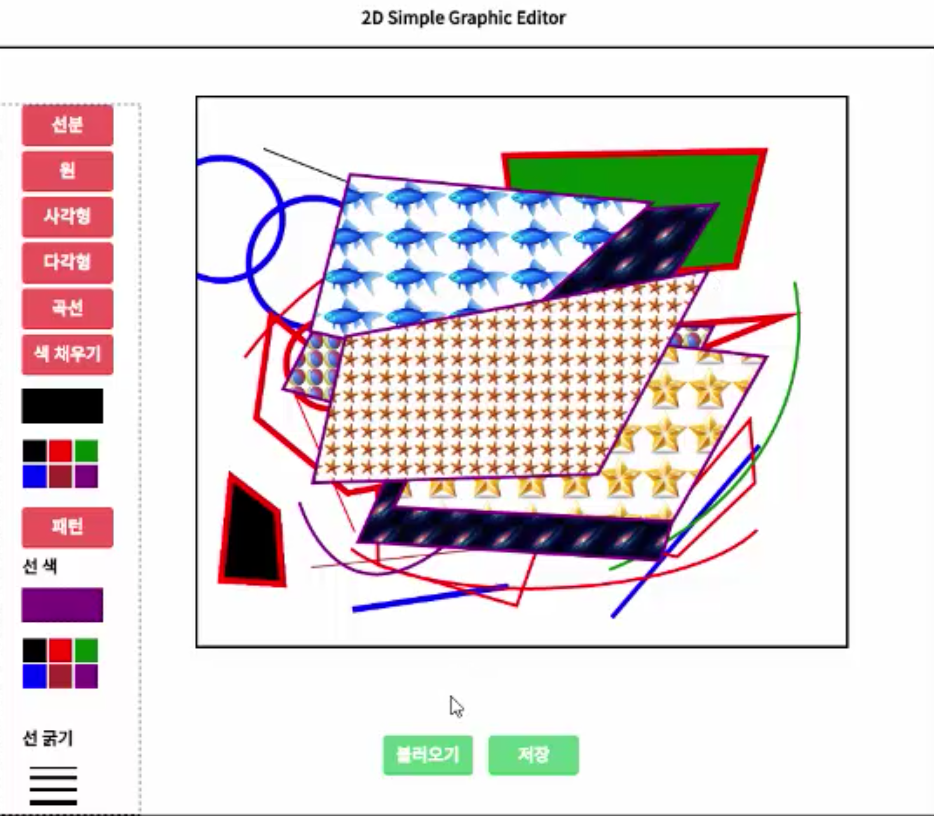 2D Simple Graphic Editor
선분
원
사각형
다각형
곡선
색 채우기
패턴
선 색
선 굵기
불러오기
저장